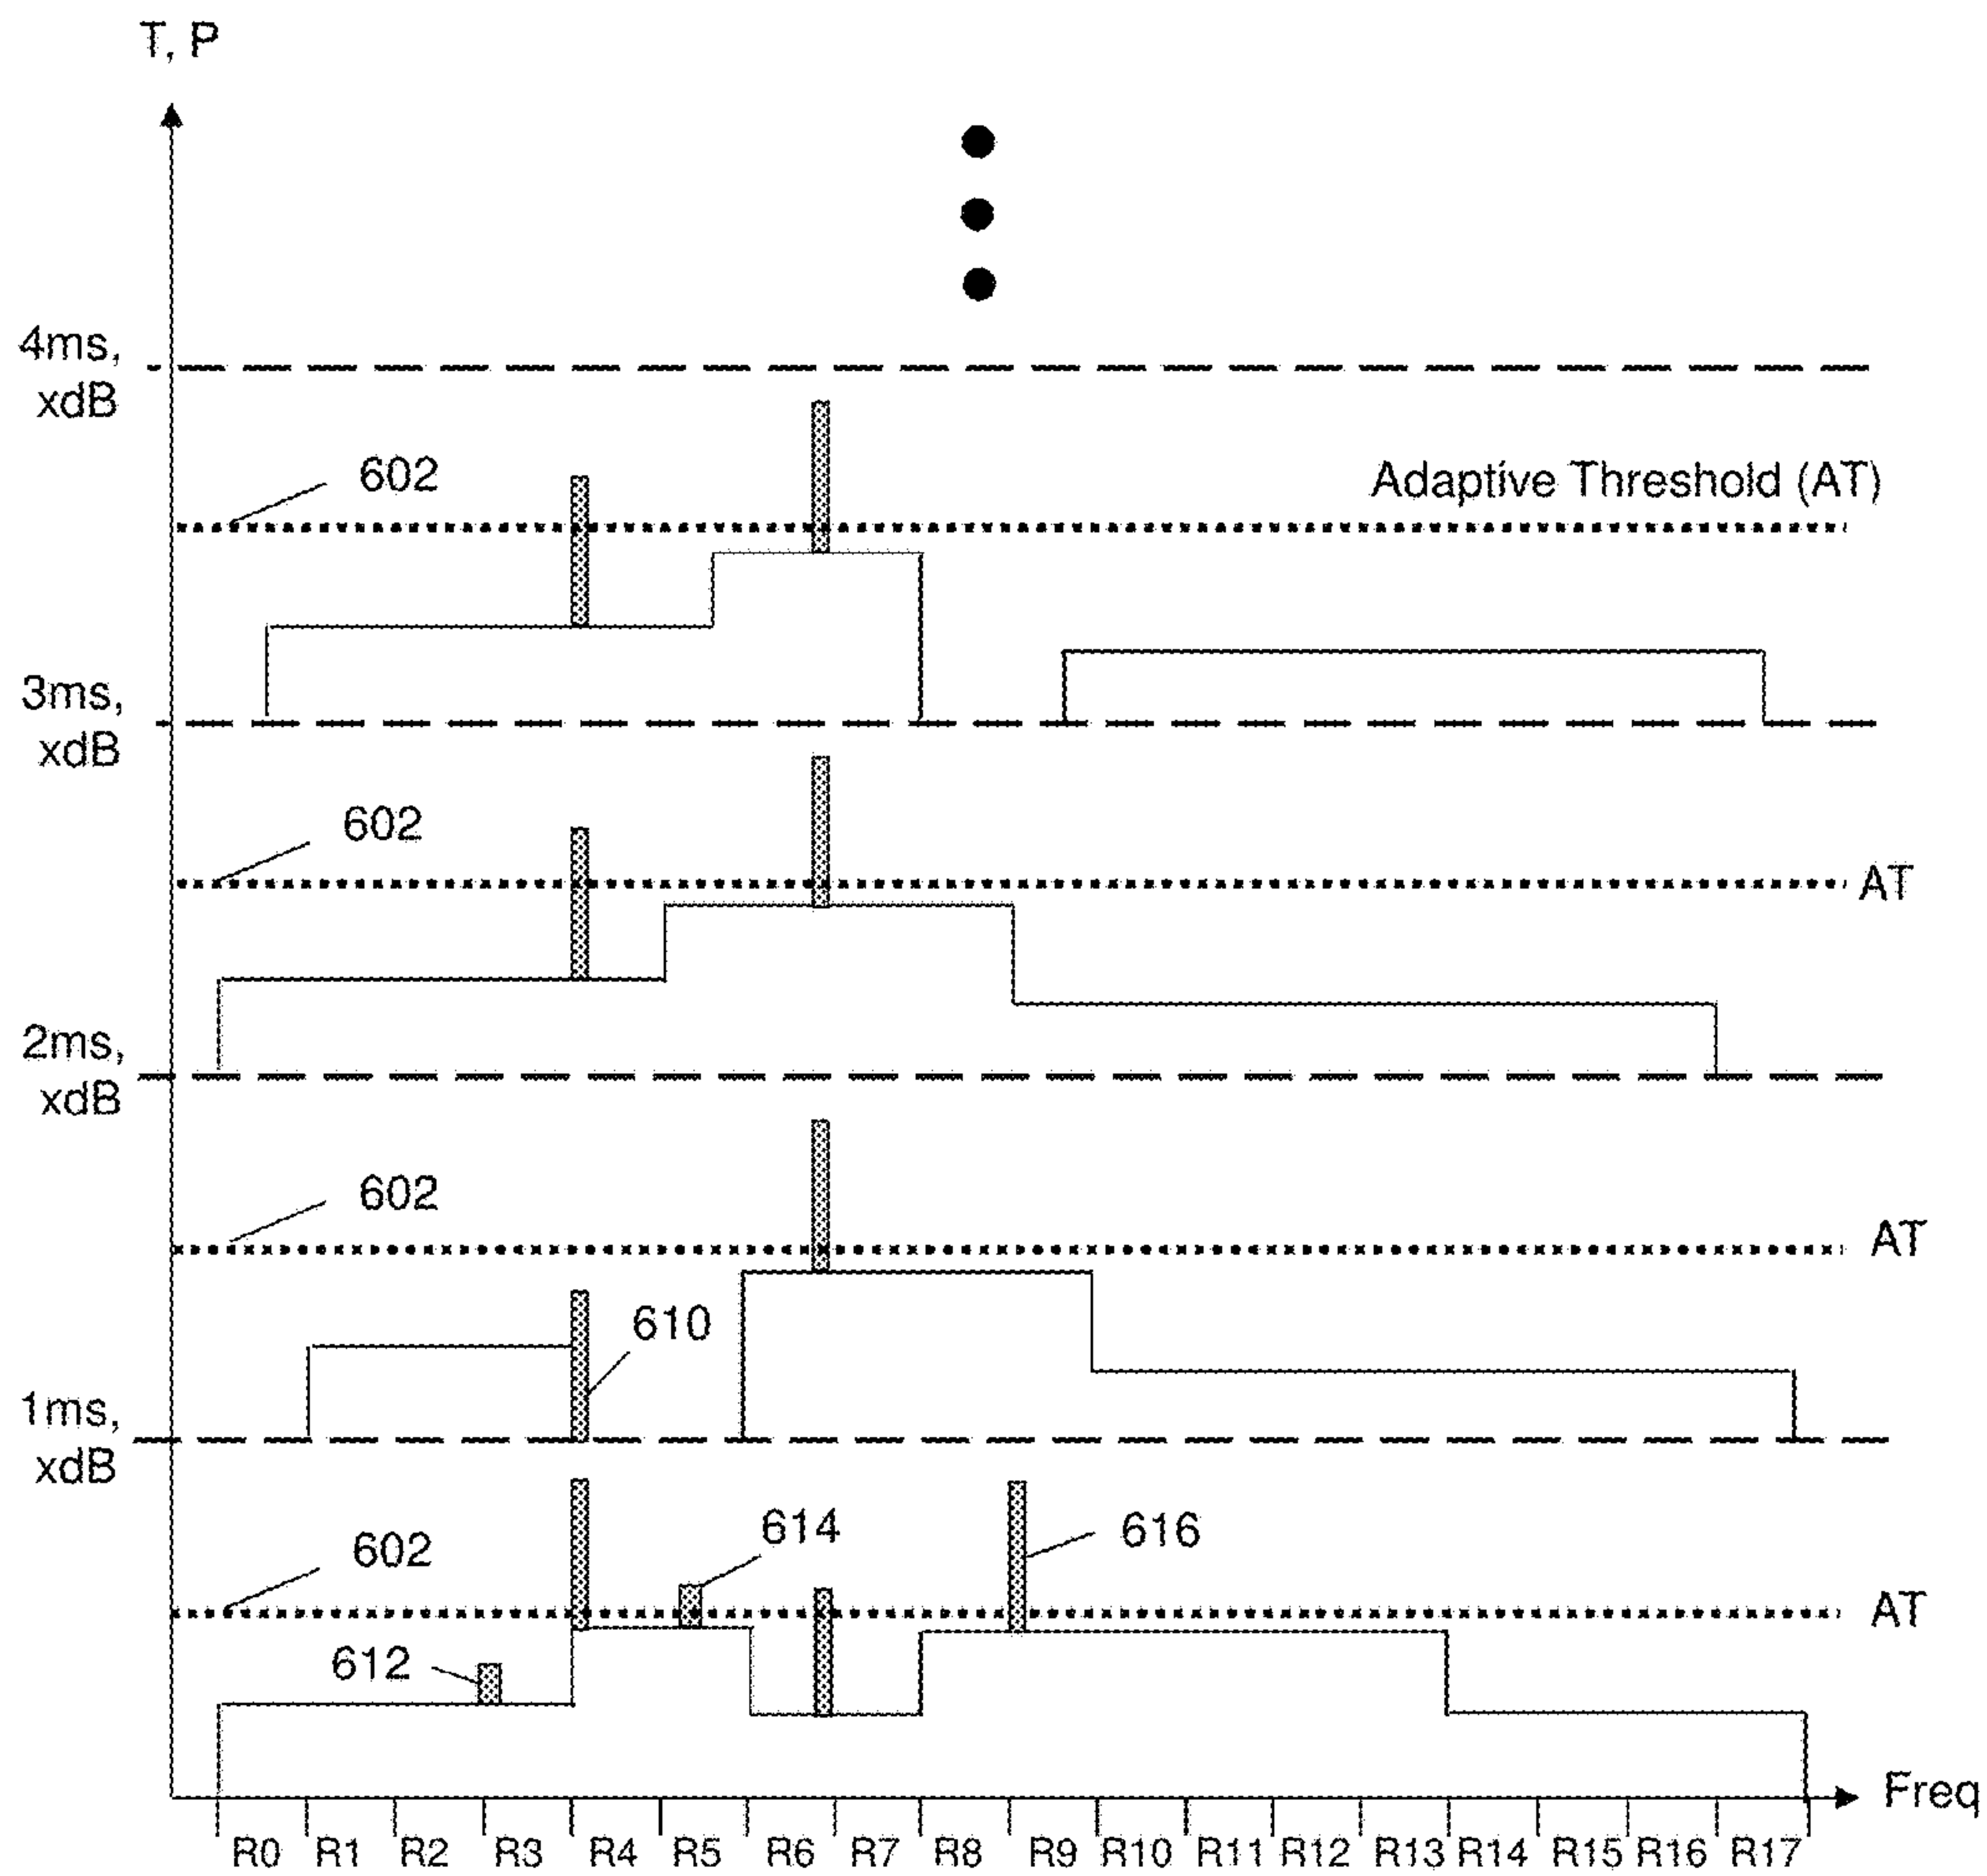 T, P
4ms,
xdB
602
Adaptive Threshold (AT)
3ms,
xdB
602
AT
2ms,
xdB
602
AT
610
1ms,
xdB
602
614
616
AT
612
Freq
R0 R1 R2 R3 R4 R5 R6 R7 R8 R9 R10 R11 R12 R13 R14 R15 R16 R17